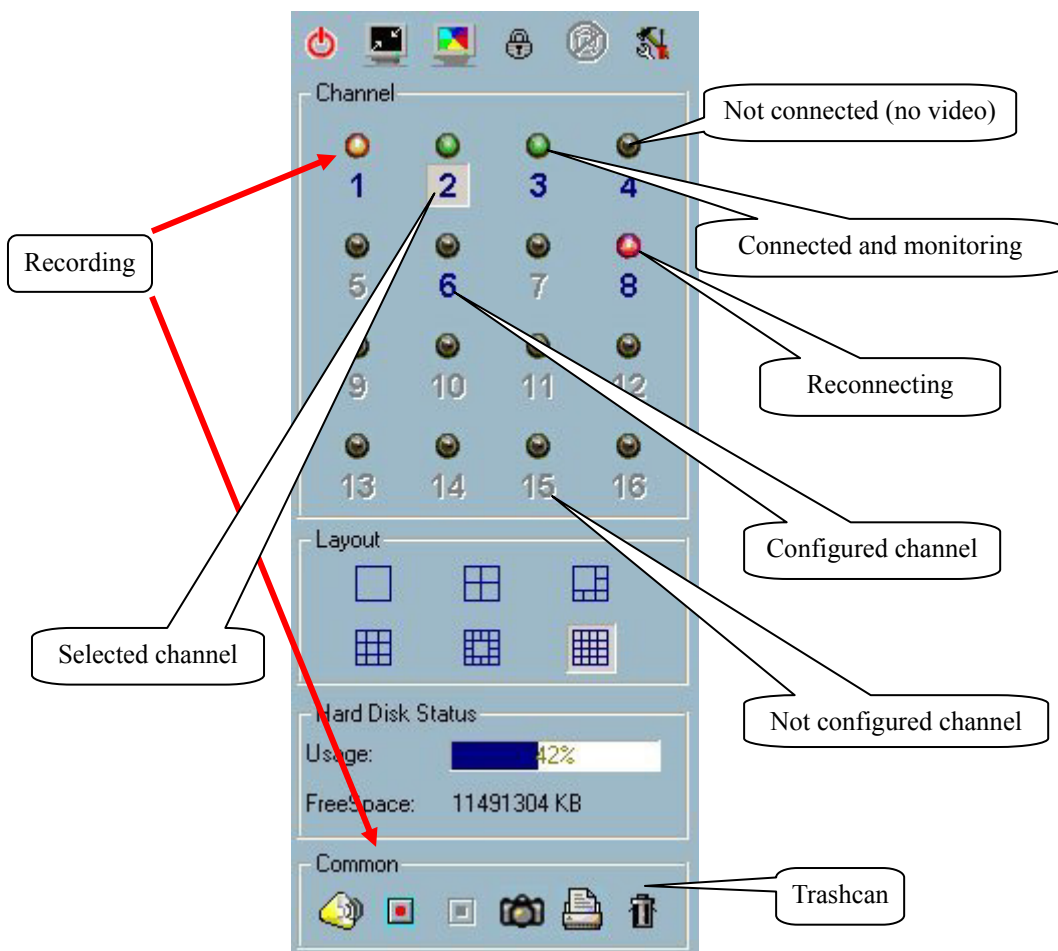 Channel
Not connected (no video)
1 2 3 4
Connected and monitoring
Recording
5 6 7 8
Reconnecting
9 10 11 12
13 14 15 16
Layout
Configured channel
Selected channel
Not configured channel
Hard Disk Status
Usage: 42%
FreeSpace: 11491304 KB
Common
Trashcan